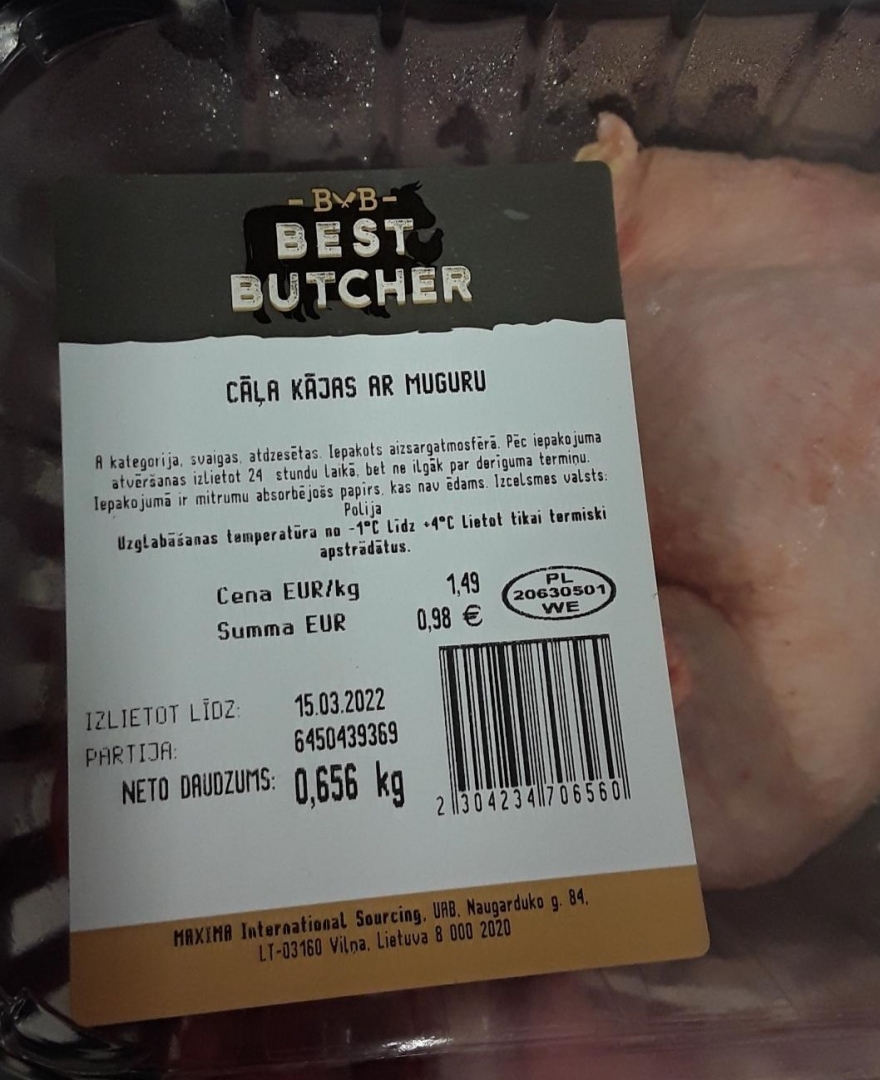 BB
BEST
BUTCHER
CĀĻA KĀJAS AR MUGURU
A kategorija, svaigas, atdzesētas. Iepakots aizsargatmosfērā. Pēc iepakojuma
atvēršanas izlietot 24 stundu laikā, bet ne ilgāk par derīguma termiņu.
Iepakojumā ir mitrumu absorbējošs papīrs, kas nav ēdams. Izcelsmes valsts:
Polija
Uzglabāšanas temperatūra no -1°C līdz +4°C Lietot tikai termiski
apstrādātus.
Cena EUR/kg 1,49
Summa EUR 0,98 €
PL
20630501
WE
IZLIETOT LĪDZ: 15.03.2022
PARTIJA: 6450439369
NETO DAUDZUMS: 0,656 kg
2 304234 706560
MAXIMA International Sourcing, UAB, Naugarduko g. 84,
LT-03160 Viļņa, Lietuva 8 000 2020